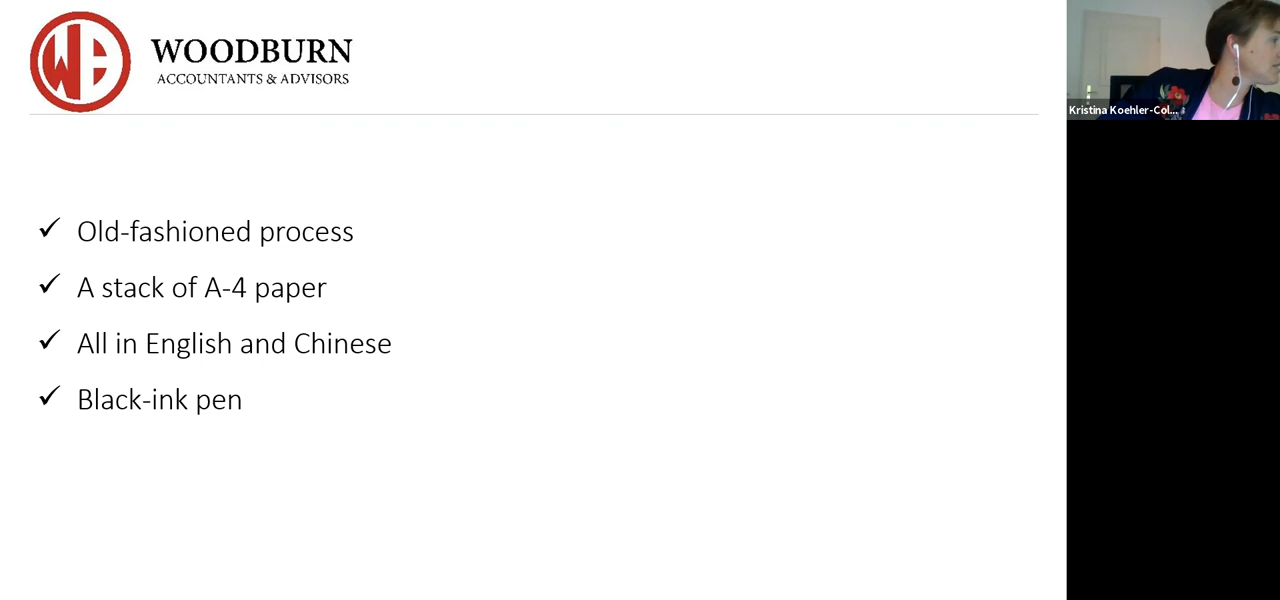 WB
WOODBURN
ACCOUNTANTS & ADVISORS
Kristina Koehler-Col...
Old-fashioned process
A stack of A-4 paper
All in English and Chinese
Black-ink pen